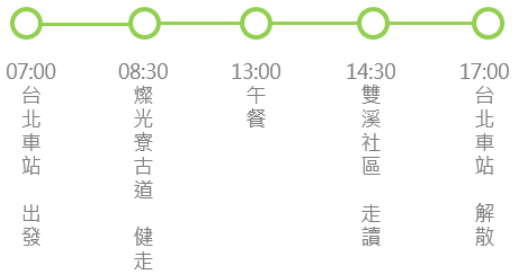 07:00
台北車站 出發
08:30
燦光寮古道 健走
13:00
午餐
14:30
雙溪社區 走讀
17:00
台北車站 解散